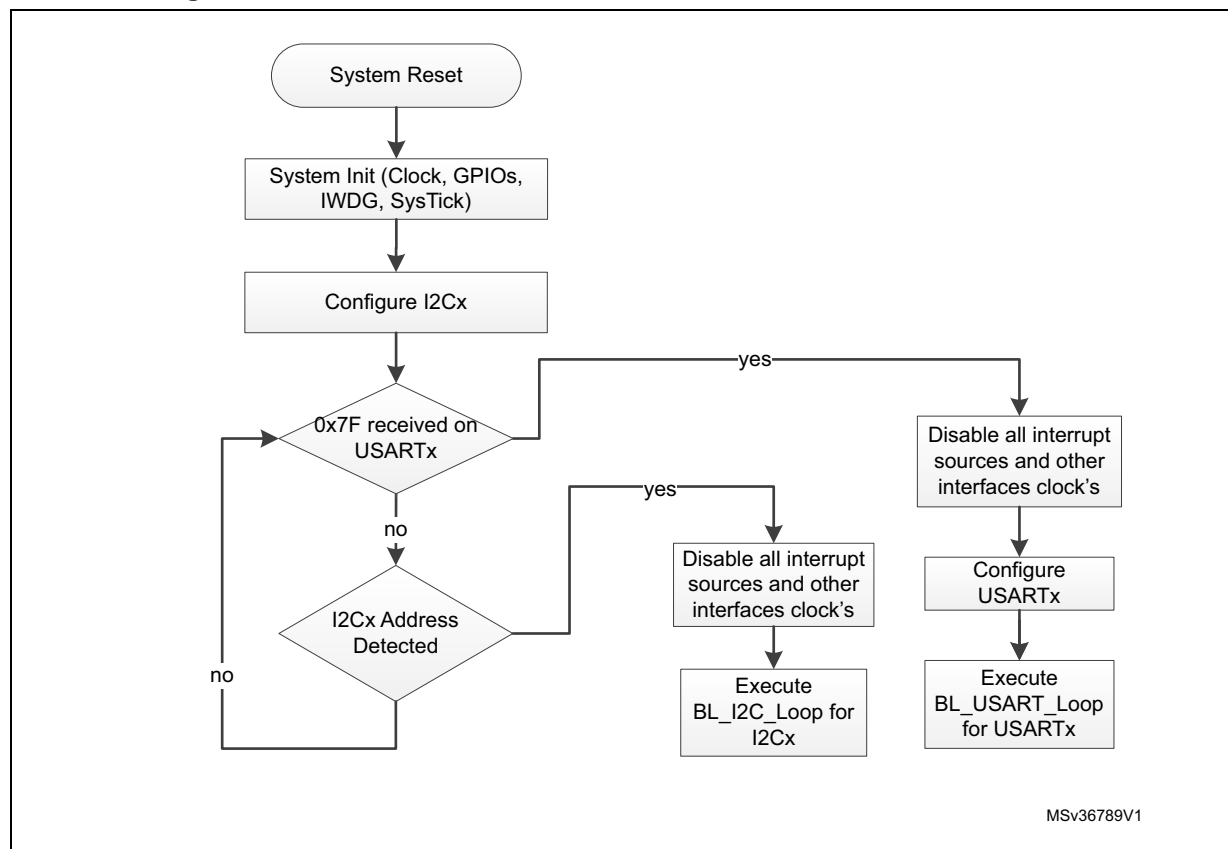 System Reset
System Init (Clock, GPIOs,
IWDG, SysTick)
Configure I2Cx
yes
0x7F received on
USARTx
Disable all interrupt
sources and other
interfaces clock's
yes
no
Disable all interrupt
sources and other
interfaces clock's
Configure
USARTx
I2Cx Address
Detected
no
Execute
BL_I2C_Loop for
I2Cx
Execute
BL_USART_Loop
for USARTx
MSv36789V1